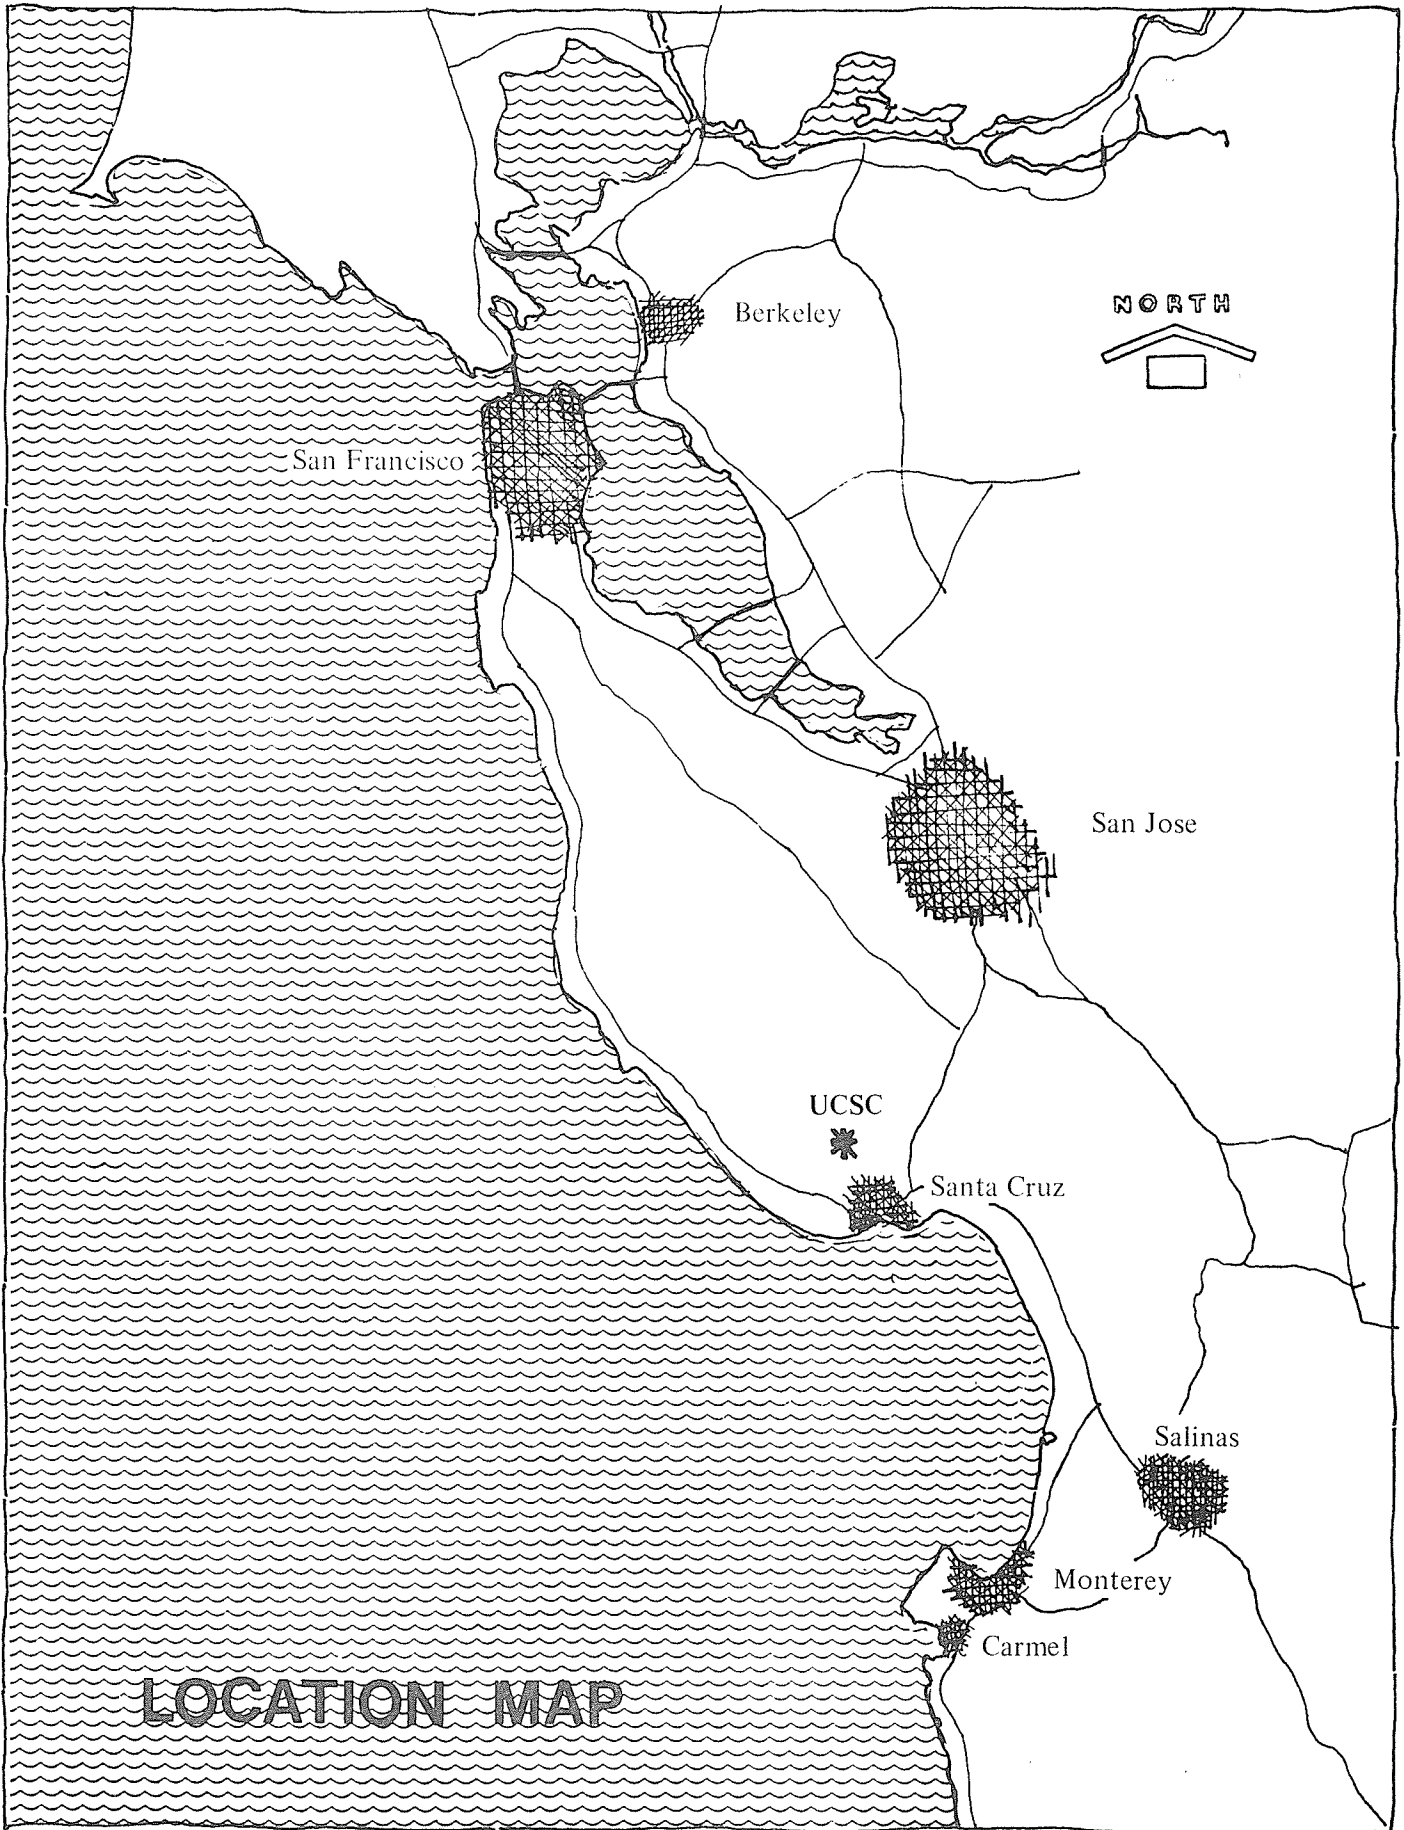 NORTH
Berkeley
San Francisco
San Jose
UCSC
Santa Cruz
Salinas
Monterey
Carmel
LOCATION MAP